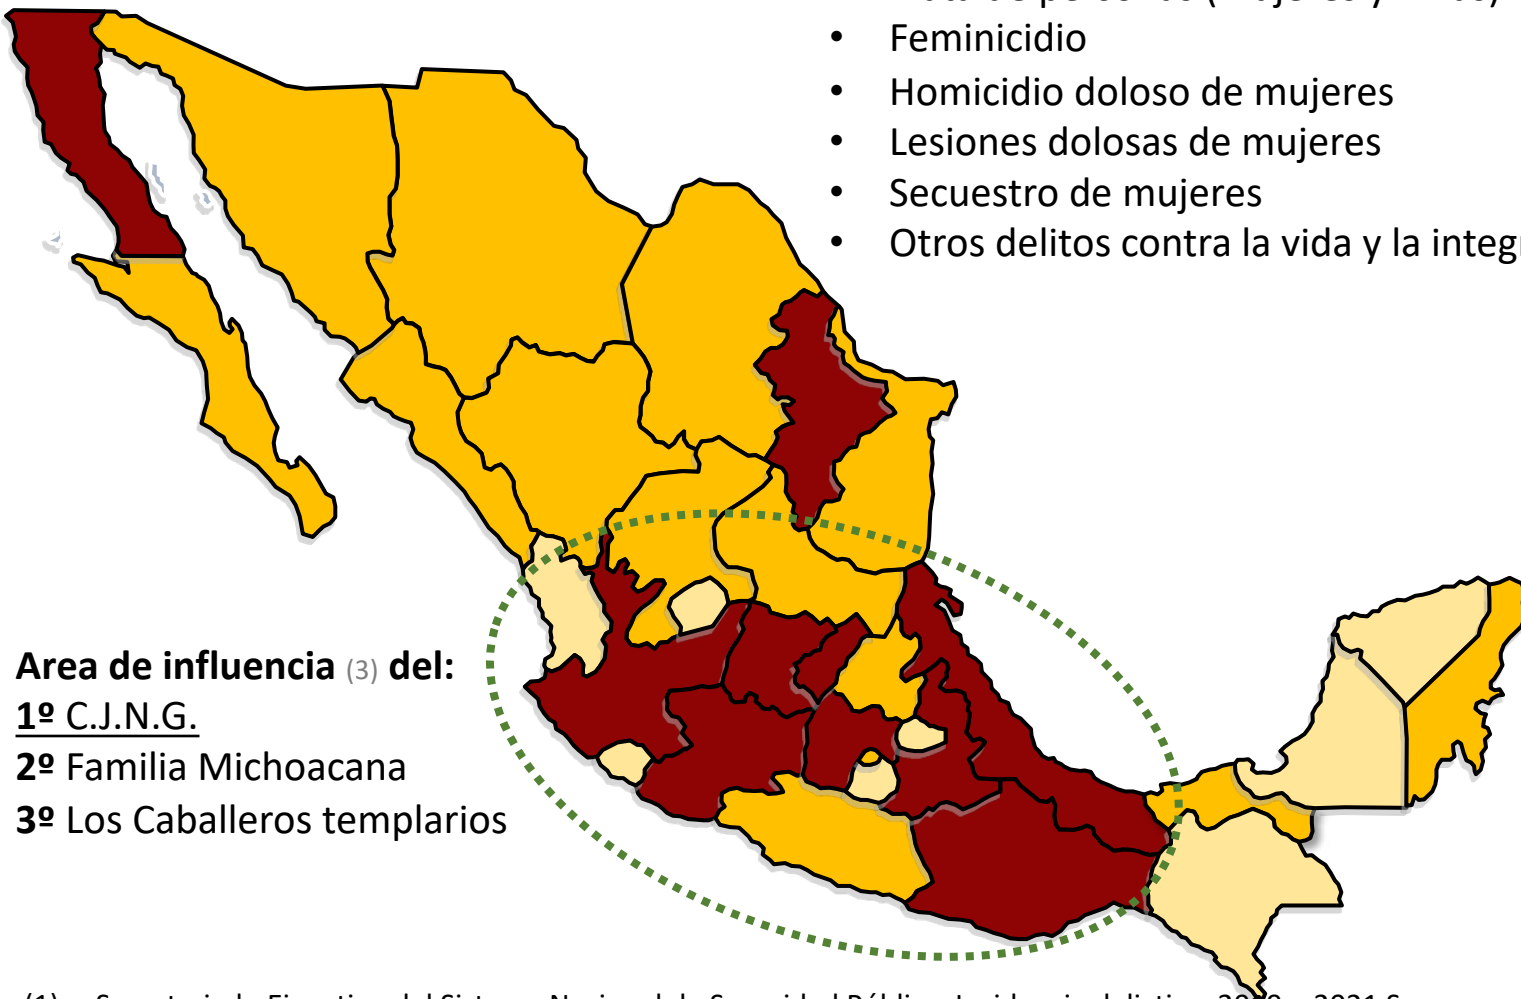 • Feminicidio
• Homicidio doloso de mujeres
• Lesiones dolosas de mujeres
• Secuestro de mujeres
• Otros delitos contra la vida y la integr
Area de influencia (3) del:
1º C.J.N.G.
2º Familia Michoacana
3º Los Caballeros templarios